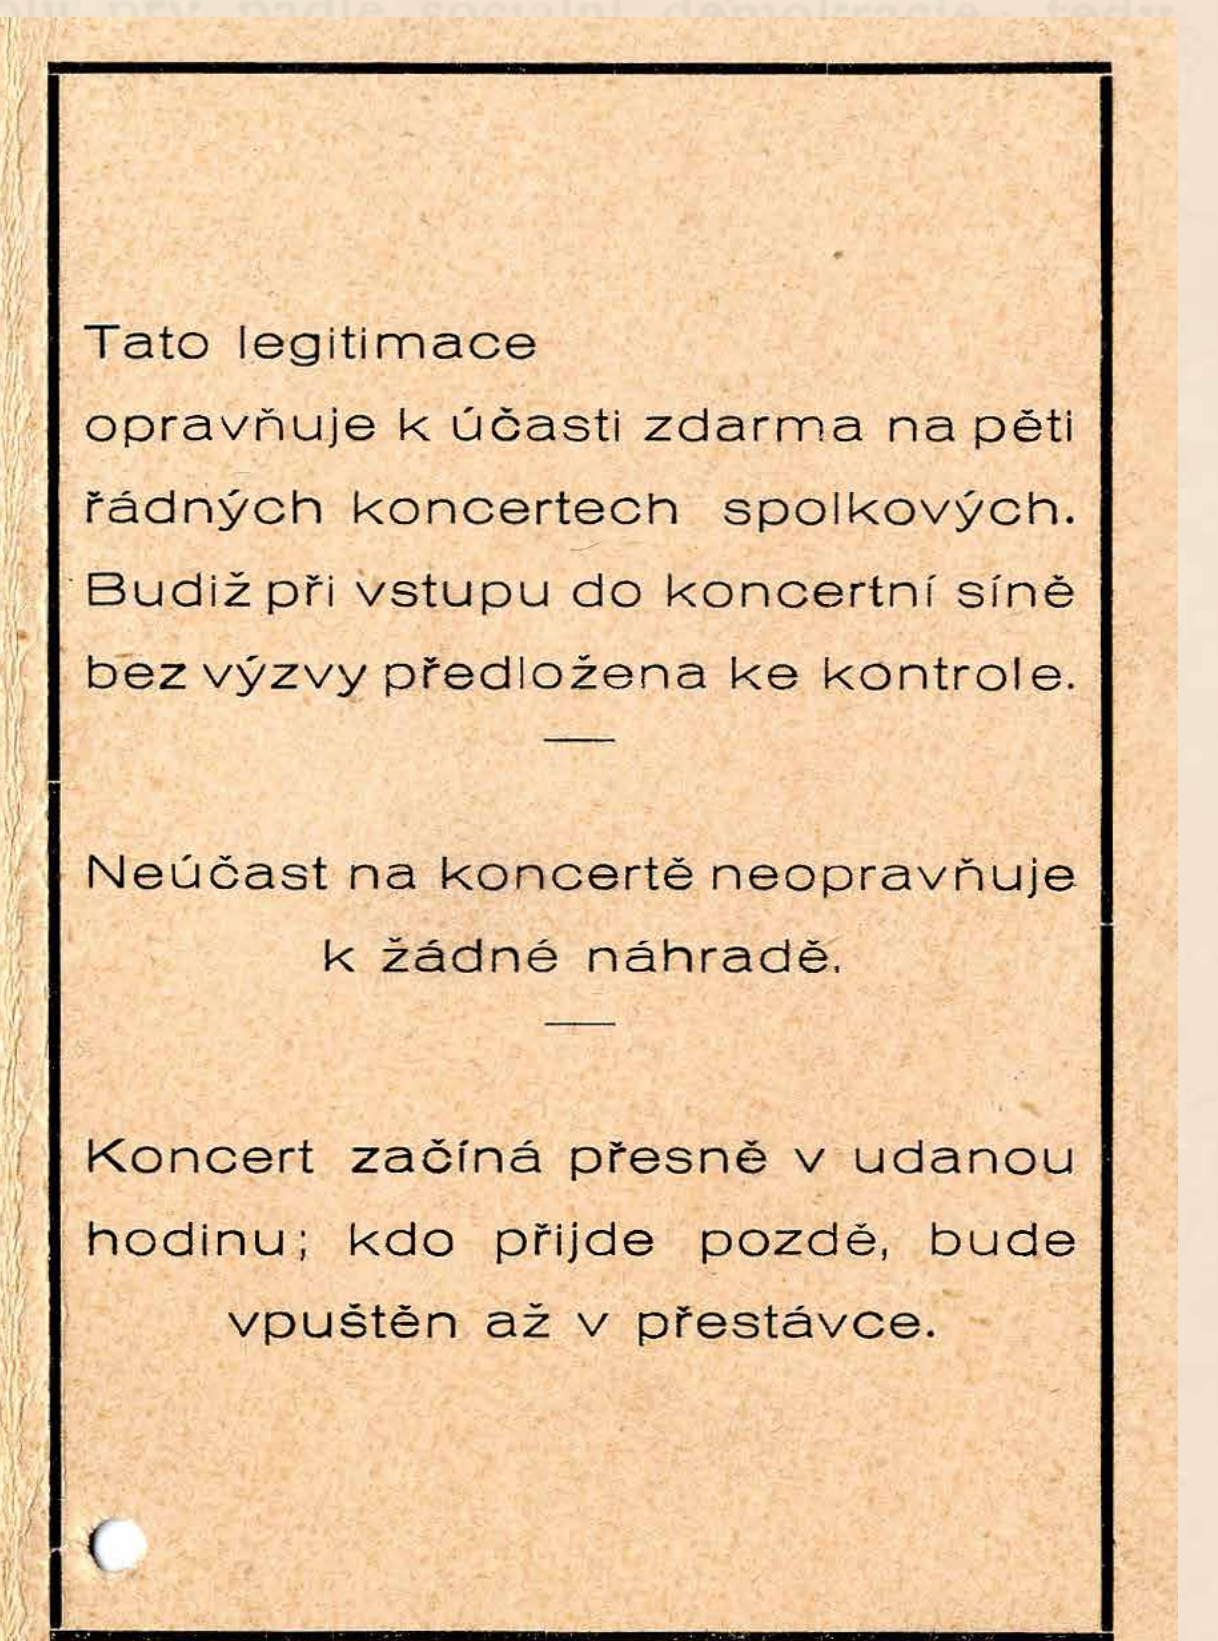 Tato legitimace
opravňuje k účasti zdarma na pěti
řádných koncertech spolkových.
Budiž při vstupu do koncertní síně
bez výzvy předložena ke kontrole.
Neúčast na koncertě neopravňuje
k žádné náhradě.
Koncert začíná přesně v udanou
hodinu; kdo přijde pozdě, bude
vpuštěn až v přestávce.